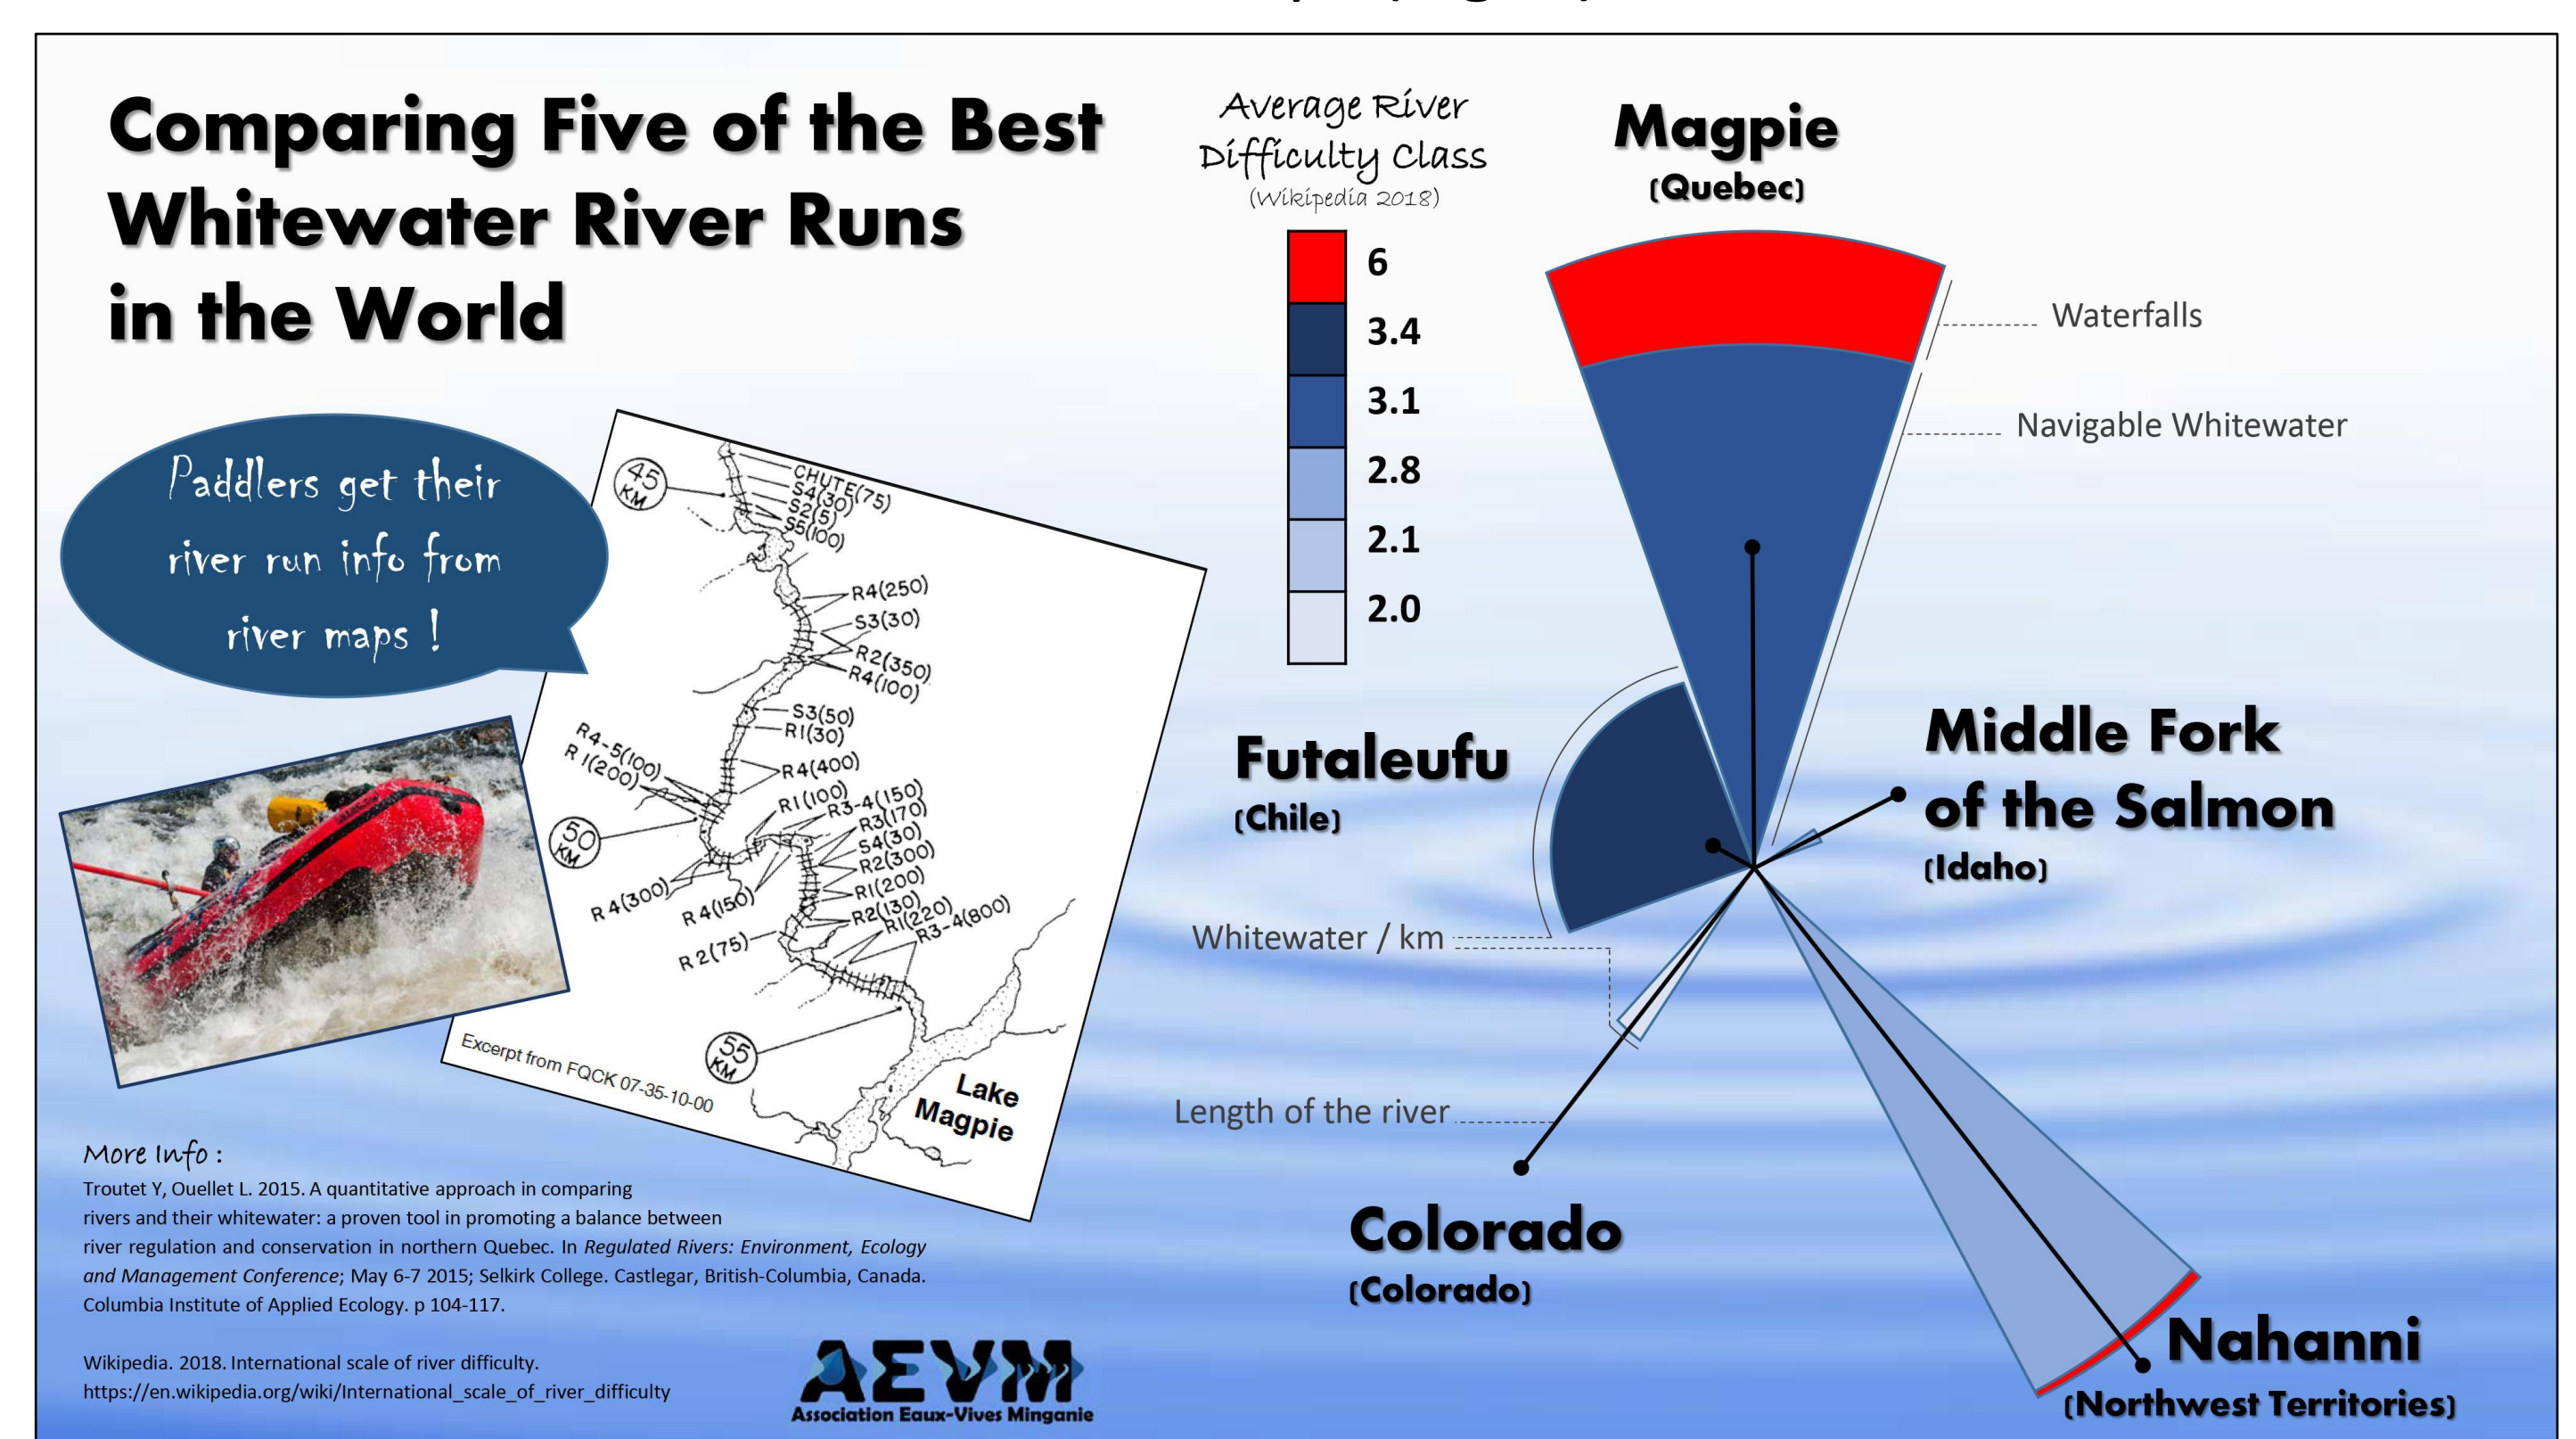 Comparing Five of the Best
Whitewater River Runs
in the World
Average River
Difficulty Class
(Wikipedia 2018)
6
3.4
3.1
2.8
2.1
2.0
Magpie
(Quebec)
Waterfalls
Navigable Whitewater
Paddlers get their
river run info from
river maps !
45
KM
CHUTE(75)
S4(30)
S2(5)
S5(100)
R4(250)
S3(30)
R2(350)
R4(100)
S3(50)
R1(30)
R4-5(100)
R1(200)
R4(400)
R1(100)
R3-4(150)
R3(170)
S4(30)
R2(300)
R1(200)
R2(130)
R1(220)
R3-4(800)
50
KM
R4(300)
R4(150)
R2(75)
55
KM
Lake
Magpie
Excerpt from FQCK 07-35-10-00
Futaleufu
(Chile)
Middle Fork
of the Salmon
(Idaho)
Whitewater / km
Length of the river
Colorado
(Colorado)
Nahanni
(Northwest Territories)
More Info :
Troutet Y, Ouellet L. 2015. A quantitative approach in comparing
rivers and their whitewater: a proven tool in promoting a balance between
river regulation and conservation in northern Quebec. In Regulated Rivers: Environment, Ecology
and Management Conference; May 6-7 2015; Selkirk College. Castlegar, British-Columbia, Canada.
Columbia Institute of Applied Ecology. p 104-117.
Wikipedia. 2018. International scale of river difficulty.
https://en.wikipedia.org/wiki/International_scale_of_river_difficulty
AEVM
Association Eaux-Vives Minganie